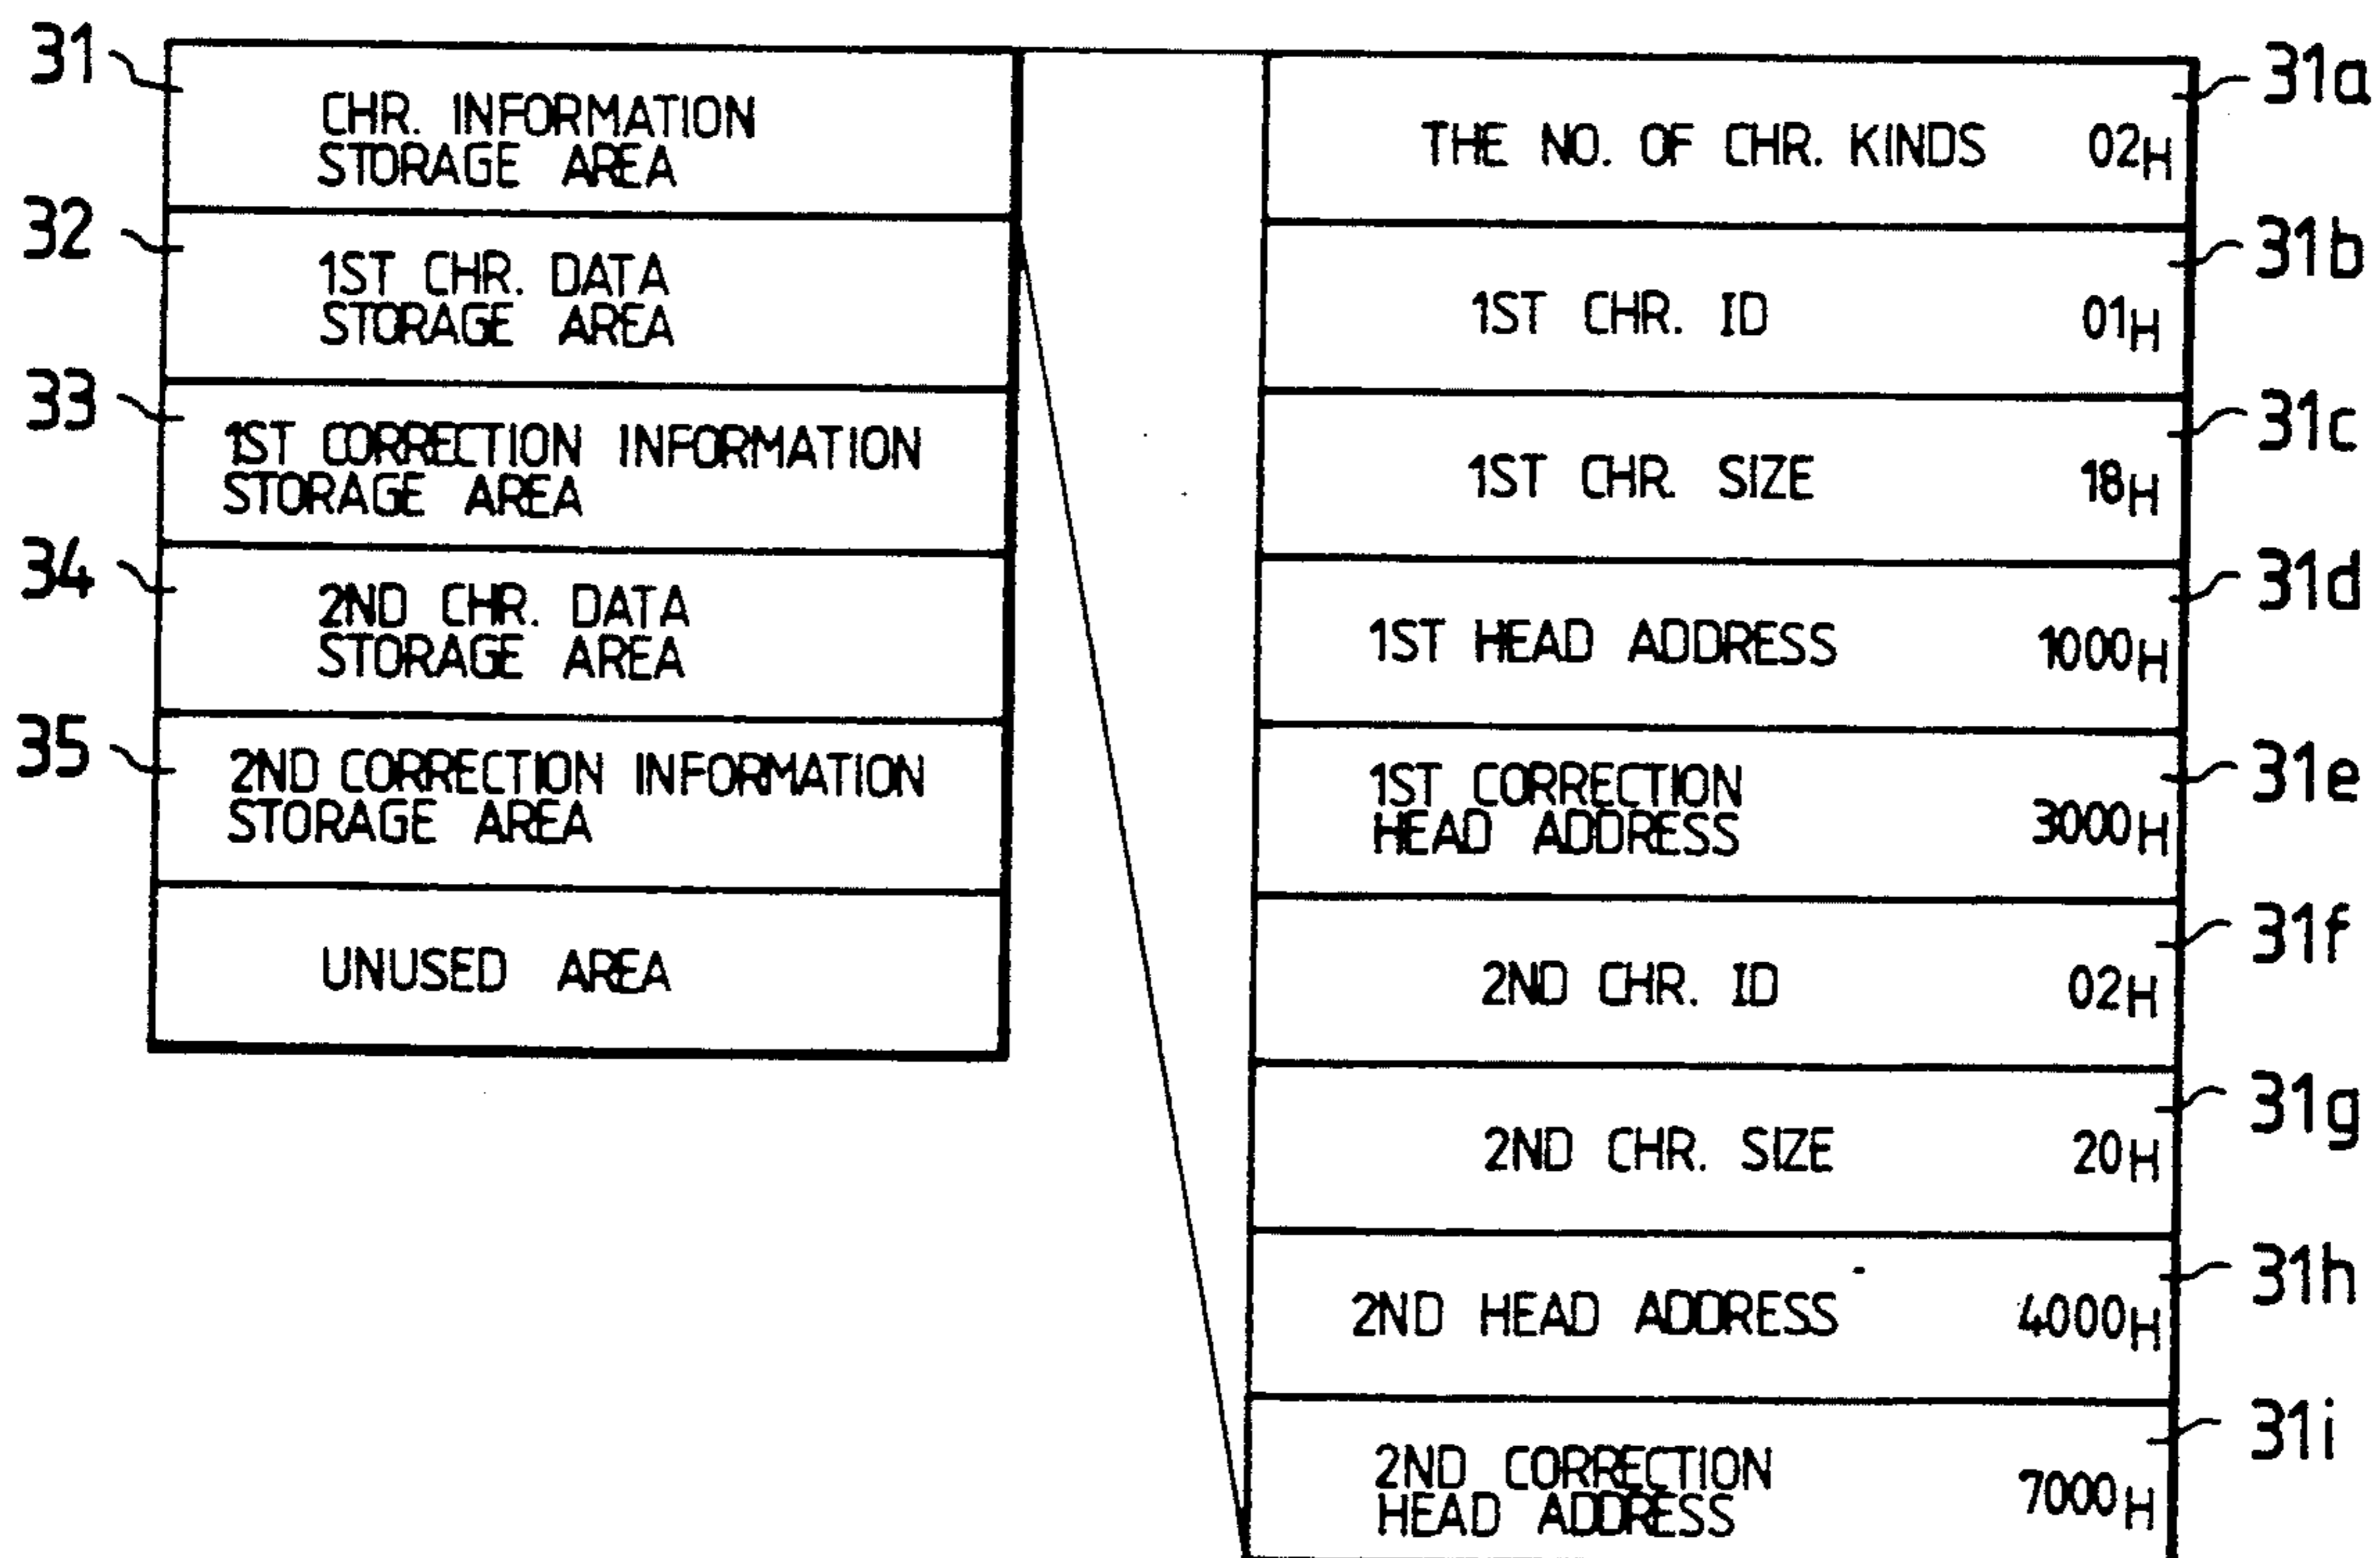 31
CHR. INFORMATION
STORAGE AREA
32
1ST CHR. DATA
STORAGE AREA
33
1ST CORRECTION INFORMATION
STORAGE AREA
34
2ND CHR. DATA
STORAGE AREA
35
2ND CORRECTION INFORMATION
STORAGE AREA
UNUSED AREA
THE NO. OF CHR. KINDS 02H
31a
1ST CHR. ID 01H
31b
1ST CHR. SIZE 18H
31c
1ST HEAD ADDRESS 1000H
31d
1ST CORRECTION
HEAD ADDRESS 3000H
31e
2ND CHR. ID 02H
31f
2ND CHR. SIZE 20H
31g
2ND HEAD ADDRESS 4000H
31h
2ND CORRECTION
HEAD ADDRESS 7000H
31i